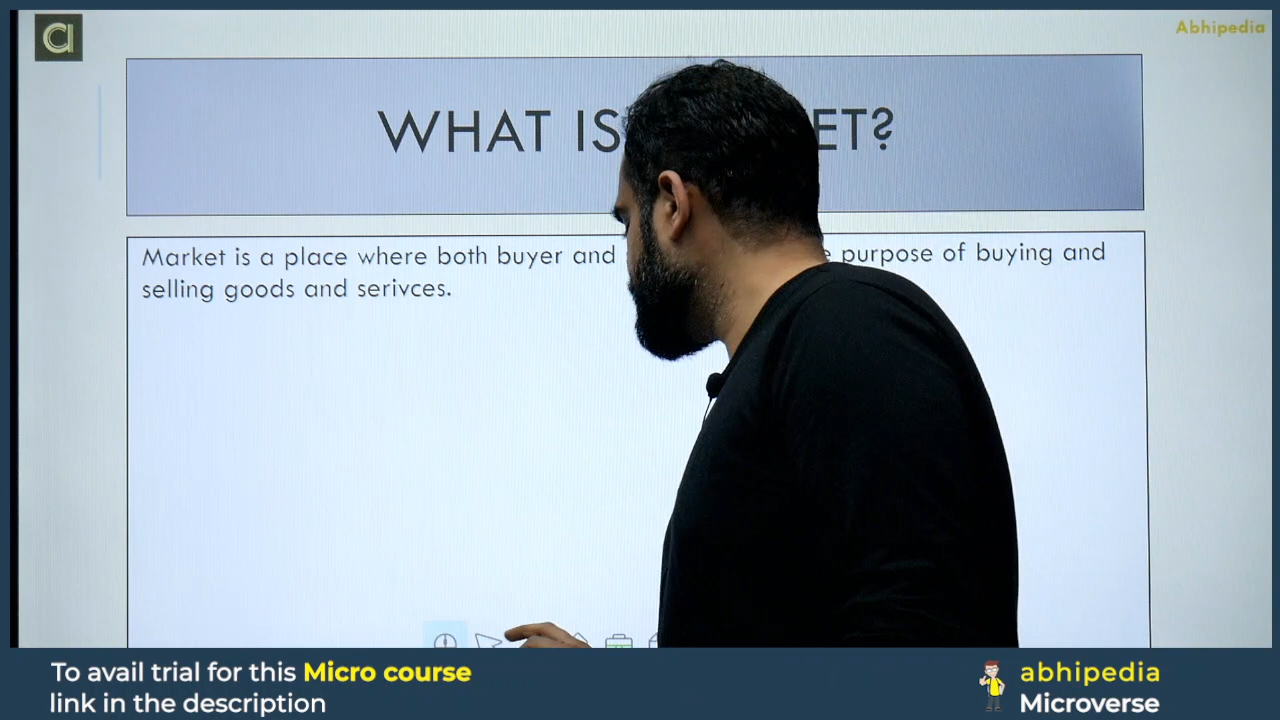 Abhipedia
WHAT IS ET?
Market is a place where both buyer and purpose of buying and
selling goods and serivces.
To avail trial for this Micro course
link in the description
abhipedia
Microverse